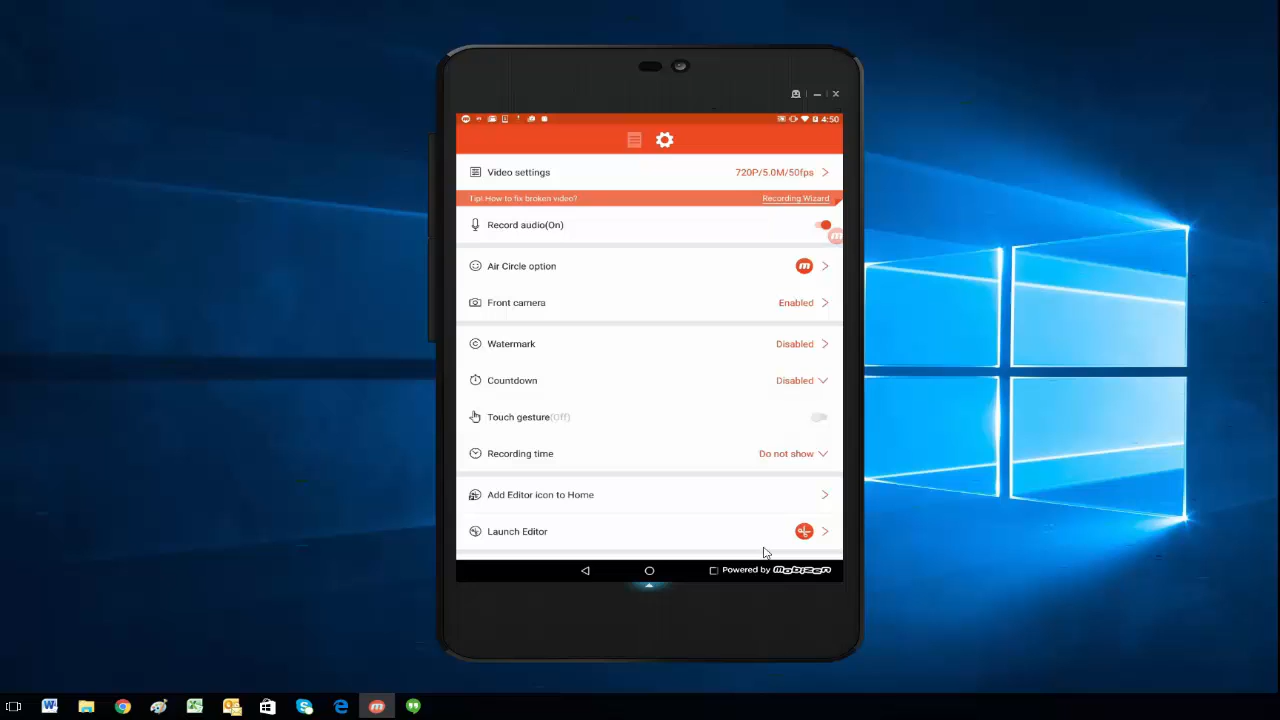 4:50
Video settings 720P/5.0M/50fps
Tip! How to fix broken video? Recording Wizard
Record audio(On)
Air Circle option
Front camera Enabled
Watermark Disabled
Countdown Disabled
Touch gesture(Off)
Recording time Do not show
Add Editor icon to Home
Launch Editor
Powered by mobizen